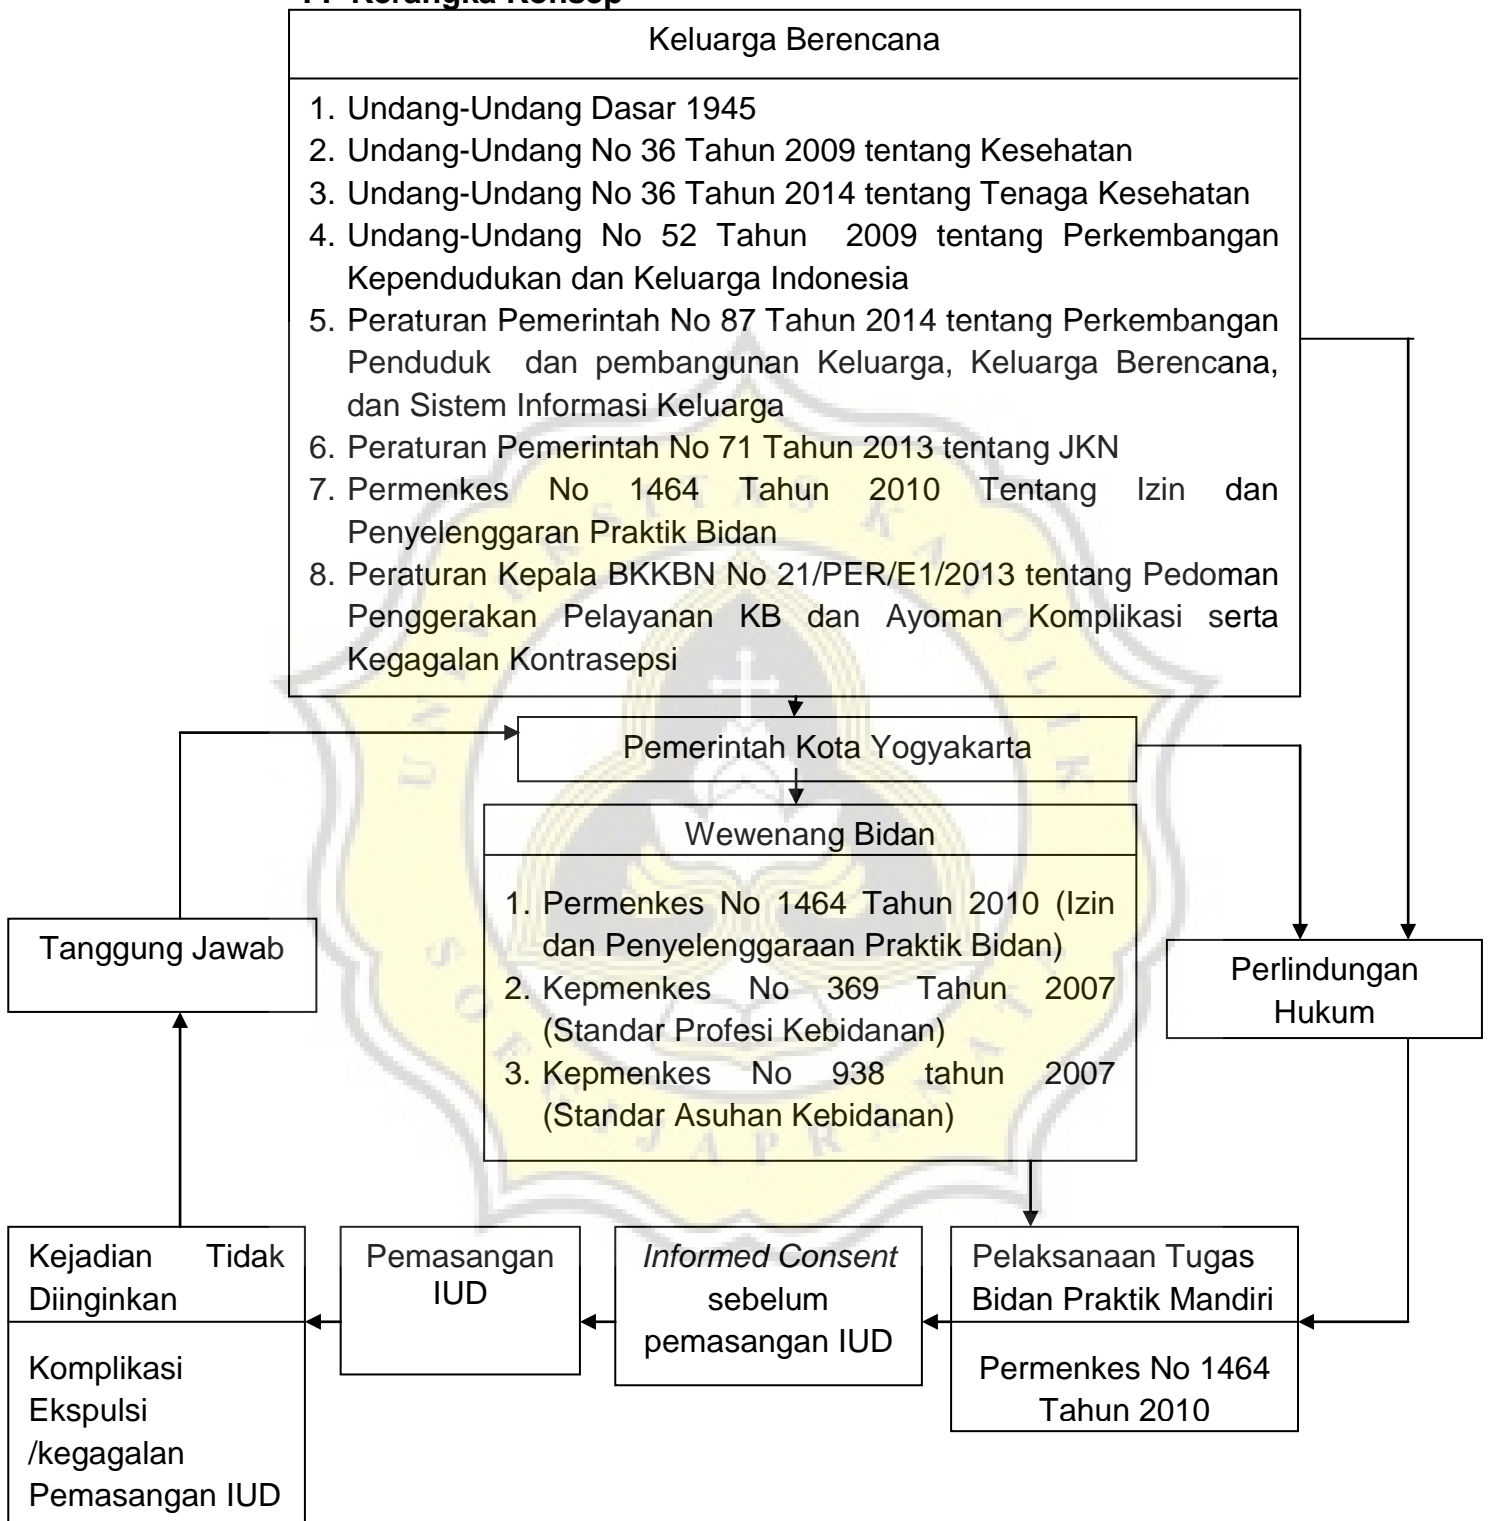 Kerangka Konsep
Keluarga Berencana
1. Undang-Undang Dasar 1945
2. Undang-Undang No 36 Tahun 2009 tentang Kesehatan
3. Undang-Undang No 36 Tahun 2014 tentang Tenaga Kesehatan
4. Undang-Undang No 52 Tahun 2009 tentang Perkembangan
Kependudukan dan Keluarga Indonesia
5. Peraturan Pemerintah No 87 Tahun 2014 tentang Perkembangan
Penduduk dan pembangunan Keluarga, Keluarga Berencana,
dan Sistem Informasi Keluarga
6. Peraturan Pemerintah No 71 Tahun 2013 tentang JKN
7. Permenkes No 1464 Tahun 2010 Tentang Izin dan
Penyelenggaran Praktik Bidan
8. Peraturan Kepala BKKBN No 21/PER/E1/2013 tentang Pedoman
Penggerakan Pelayanan KB dan Ayoman Komplikasi serta
Kegagalan Kontrasepsi
Pemerintah Kota Yogyakarta
Wewenang Bidan
1. Permenkes No 1464 Tahun 2010 (Izin
dan Penyelenggaraan Praktik Bidan)
2. Kepmenkes No 369 Tahun 2007
(Standar Profesi Kebidanan)
3. Kepmenkes No 938 tahun 2007
(Standar Asuhan Kebidanan)
Tanggung Jawab
Perlindungan
Hukum
Kejadian Tidak
Diinginkan
Komplikasi
Ekspulsi
/kegagalan
Pemasangan IUD
Pemasangan
IUD
Informed Consent
sebelum
pemasangan IUD
Pelaksanaan Tugas
Bidan Praktik Mandiri
Permenkes No 1464
Tahun 2010
UNIVERSITAS KATOLIK
SOEGIJAPRANATA